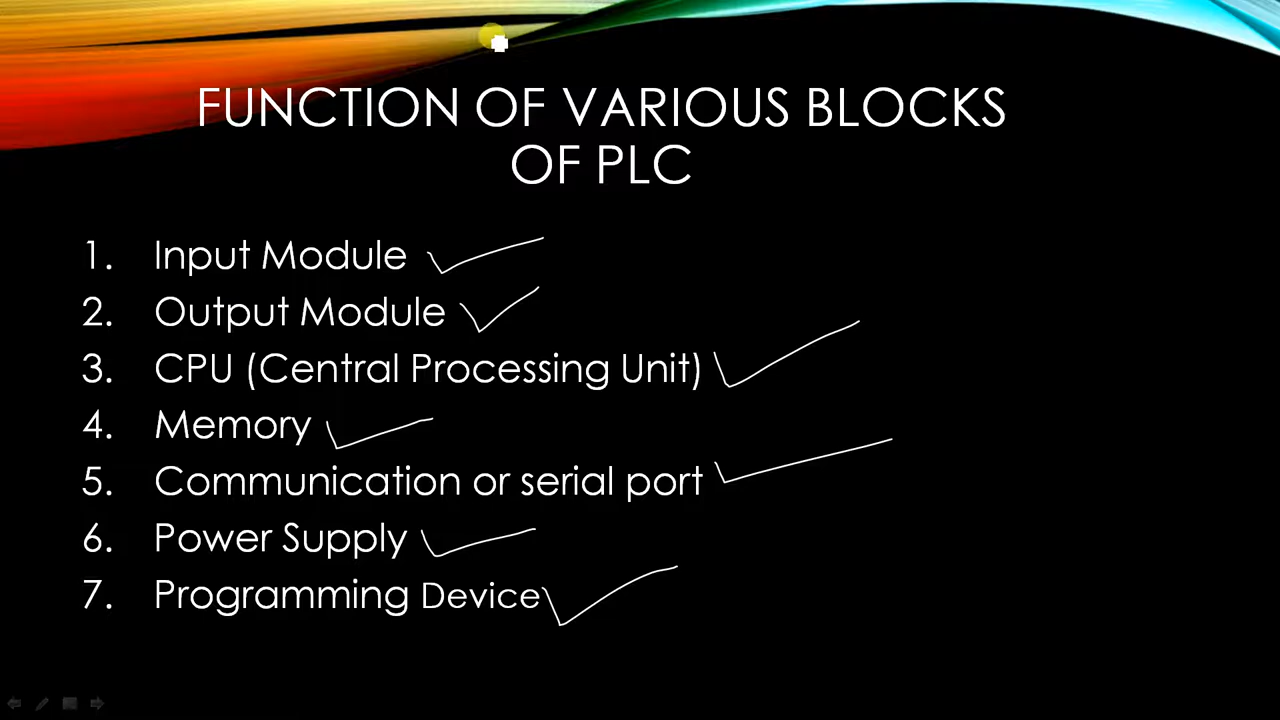 FUNCTION OF VARIOUS BLOCKS
OF PLC
1. Input Module
2. Output Module
3. CPU (Central Processing Unit)
4. Memory
5. Communication or serial port
6. Power Supply
7. Programming Device